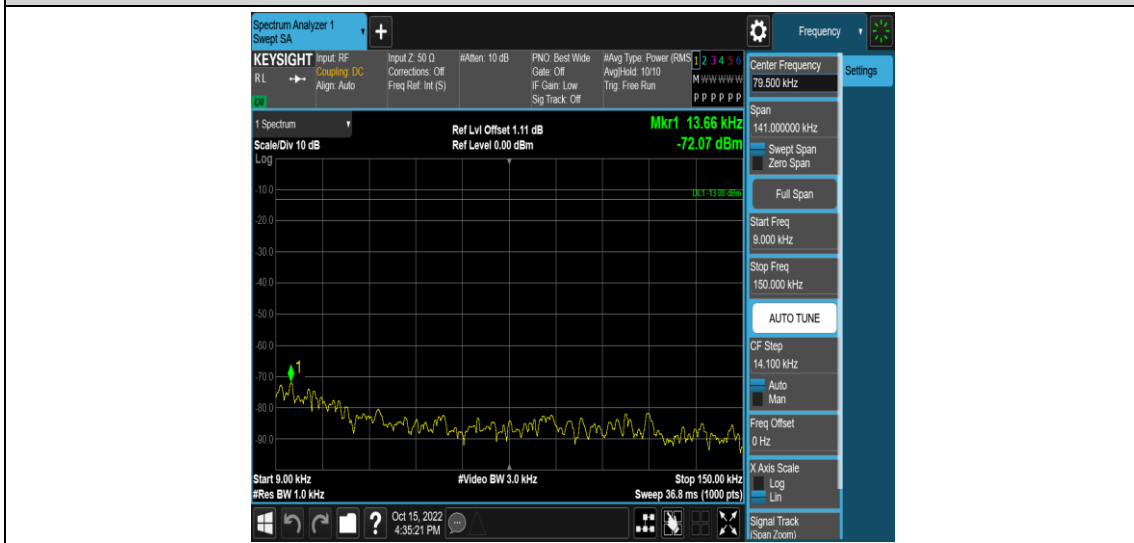 Spectrum Analyzer 1
Swept SA
+
Frequency
KEYSIGHT
RL
LXI
Input: RF
Coupling: DC
Align: Auto
Input Z: 50 Ω
Corrections: Off
Freq Ref: Int (S)
#Atten: 10 dB
PNO: Best Wide
Gate: Off
IF Gain: Low
Sig Track: Off
#Avg Type: Power (RMS
Avg|Hold: 10/10
Trig: Free Run
1 2 3 4 5 6
M W W W W W
P P P P P P
1 Spectrum
Scale/Div 10 dB
Ref Lvl Offset 1.11 dB
Ref Level 0.00 dBm
Mkr1 13.66 kHz
-72.07 dBm
Log
DL1 -13.00 dBm
-10.0
-20.0
-30.0
-40.0
-50.0
-60.0
-70.0
-80.0
-90.0
1
Start 9.00 kHz
#Res BW 1.0 kHz
#Video BW 3.0 kHz
Stop 150.00 kHz
Sweep 36.8 ms (1000 pts)
Center Frequency
79.500 kHz
Settings
Span
141.000000 kHz
Swept Span
Zero Span
Full Span
Start Freq
9.000 kHz
Stop Freq
150.000 kHz
AUTO TUNE
CF Step
14.100 kHz
Auto
Man
Freq Offset
0 Hz
X Axis Scale
Log
Lin
Signal Track
(Span Zoom)
?
Oct 15, 2022
4:35:21 PM